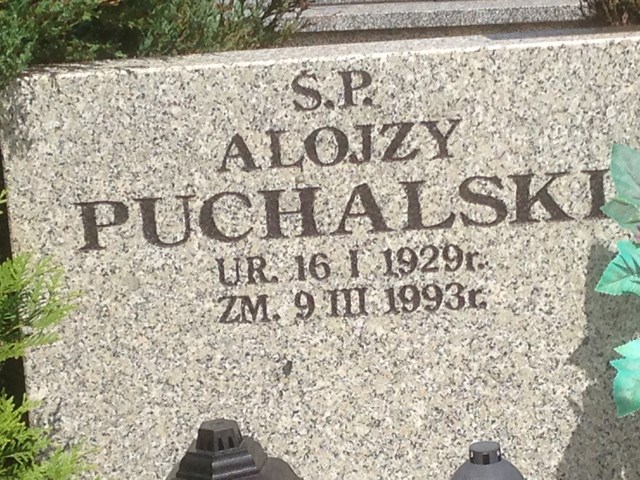 Ś.P.
ALOJZY
PUCHALSKI
UR. 16 I 1929r.
ZM. 9 III 1993r.